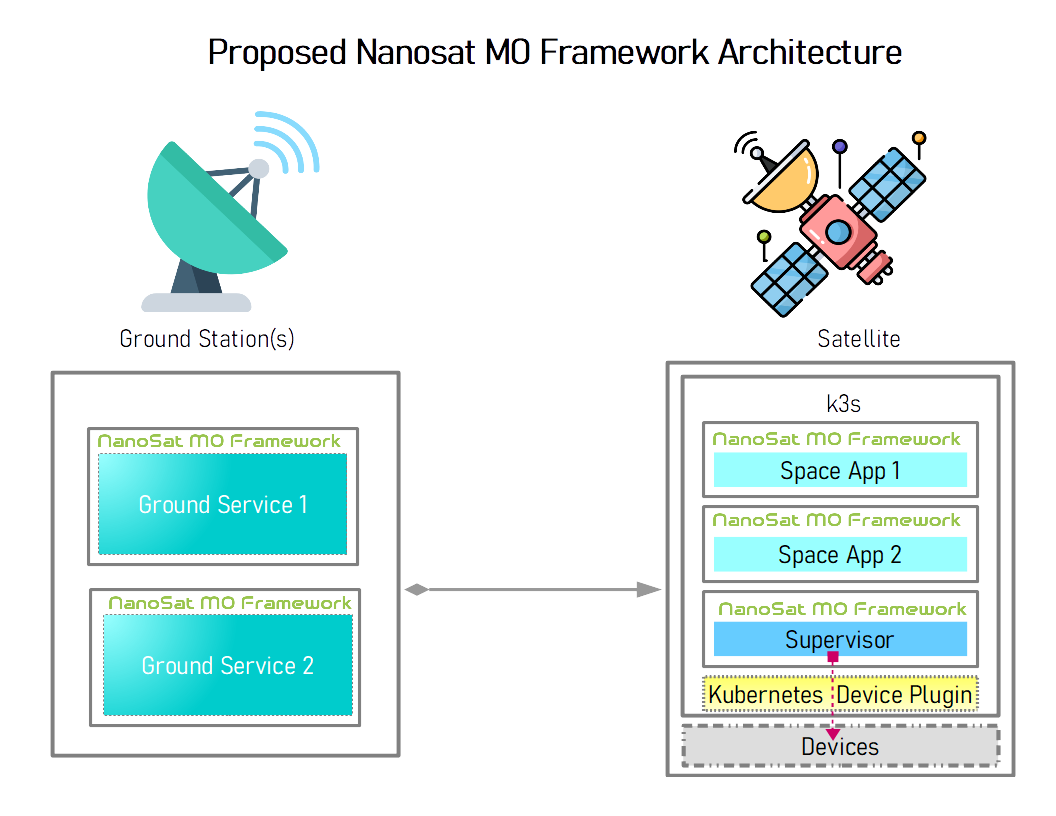 Proposed Nanosat MO Framework Architecture
Ground Station(s)
NanoSat MO Framework
Ground Service 1
NanoSat MO Framework
Ground Service 2
Satellite
k3s
NanoSat MO Framework
Space App 1
NanoSat MO Framework
Space App 2
NanoSat MO Framework
Supervisor
Kubernetes Device Plugin
Devices